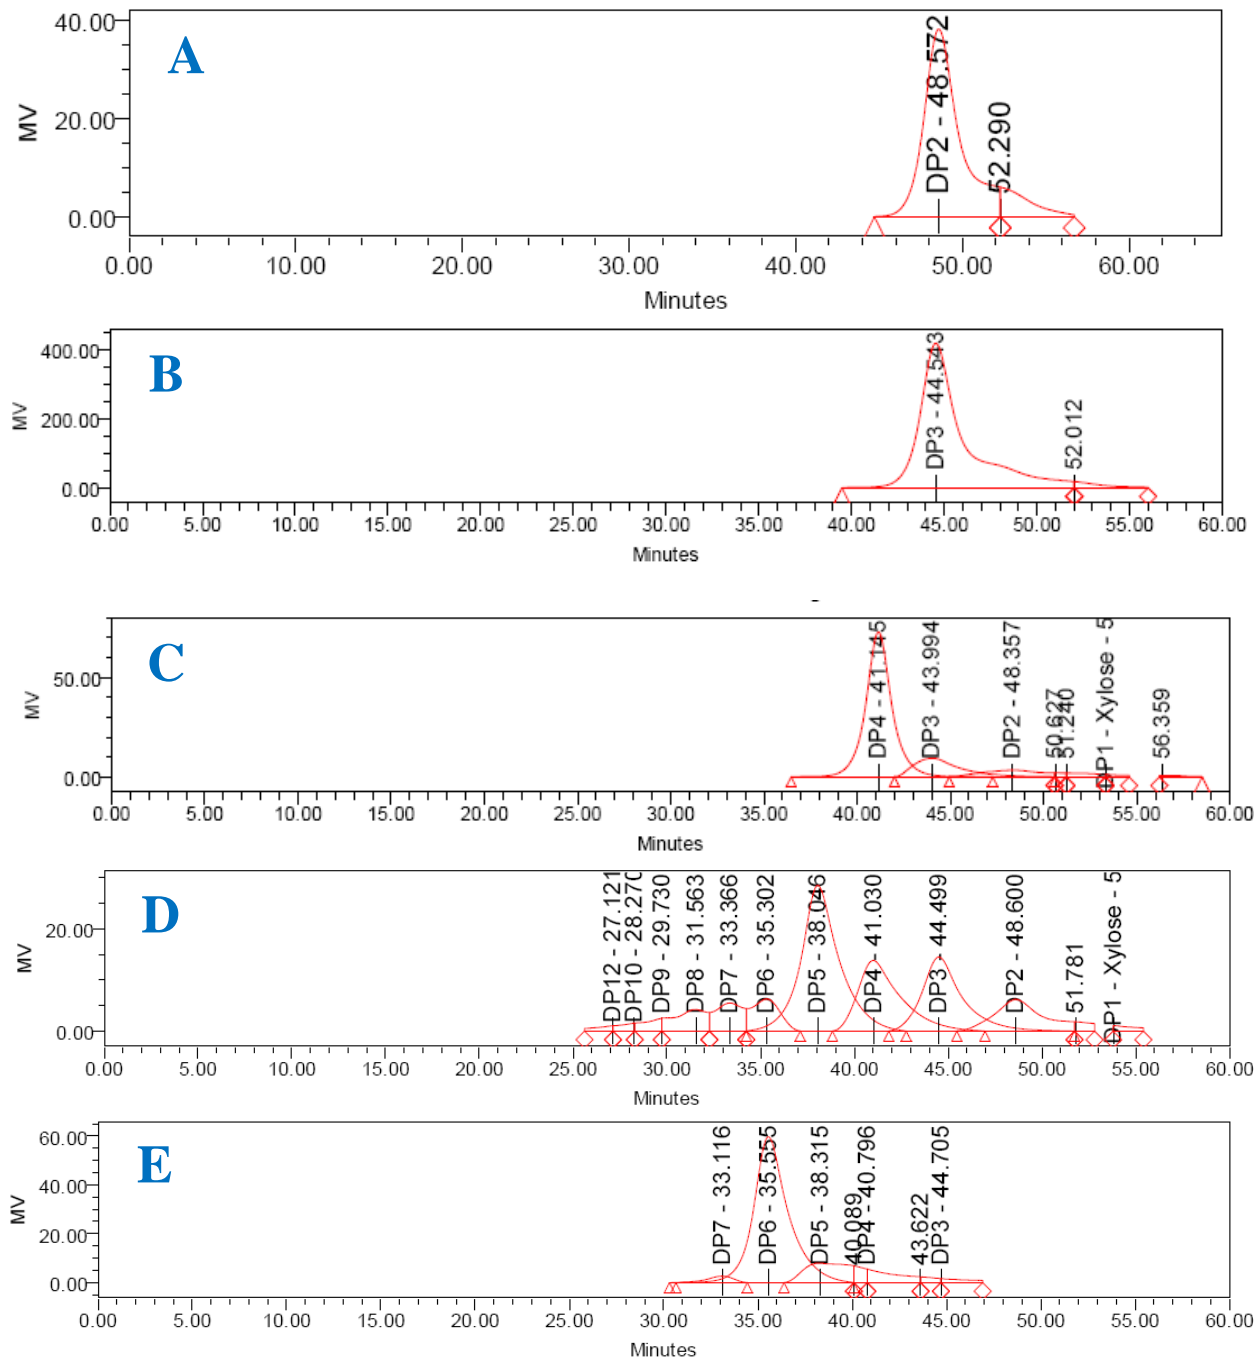 A
MV
40.00
20.00
0.00
DP2 - 48.572
52.290
0.00 10.00 20.00 30.00 40.00 50.00 60.00
Minutes
B
MV
400.00
200.00
0.00
DP3 - 44.543
52.012
0.00 5.00 10.00 15.00 20.00 25.00 30.00 35.00 40.00 45.00 50.00 55.00 60.00
Minutes
C
MV
50.00
0.00
DP4 - 41.145
DP3 - 43.994
DP2 - 48.357
50.627
51.240
DP1 - Xylose - 5
56.359
0.00 5.00 10.00 15.00 20.00 25.00 30.00 35.00 40.00 45.00 50.00 55.00 60.00
Minutes
D
MV
20.00
0.00
DP12 - 27.121
DP10 - 28.270
DP9 - 29.730
DP8 - 31.563
DP7 - 33.366
DP6 - 35.302
DP5 - 38.046
DP4 - 41.030
DP3 - 44.499
DP2 - 48.600
51.781
DP1 - Xylose - 5
0.00 5.00 10.00 15.00 20.00 25.00 30.00 35.00 40.00 45.00 50.00 55.00 60.00
Minutes
E
MV
60.00
40.00
20.00
0.00
DP7 - 33.116
DP6 - 35.555
DP5 - 38.315
40.089
DP4 - 40.796
43.622
DP3 - 44.705
0.00 5.00 10.00 15.00 20.00 25.00 30.00 35.00 40.00 45.00 50.00 55.00 60.00
Minutes